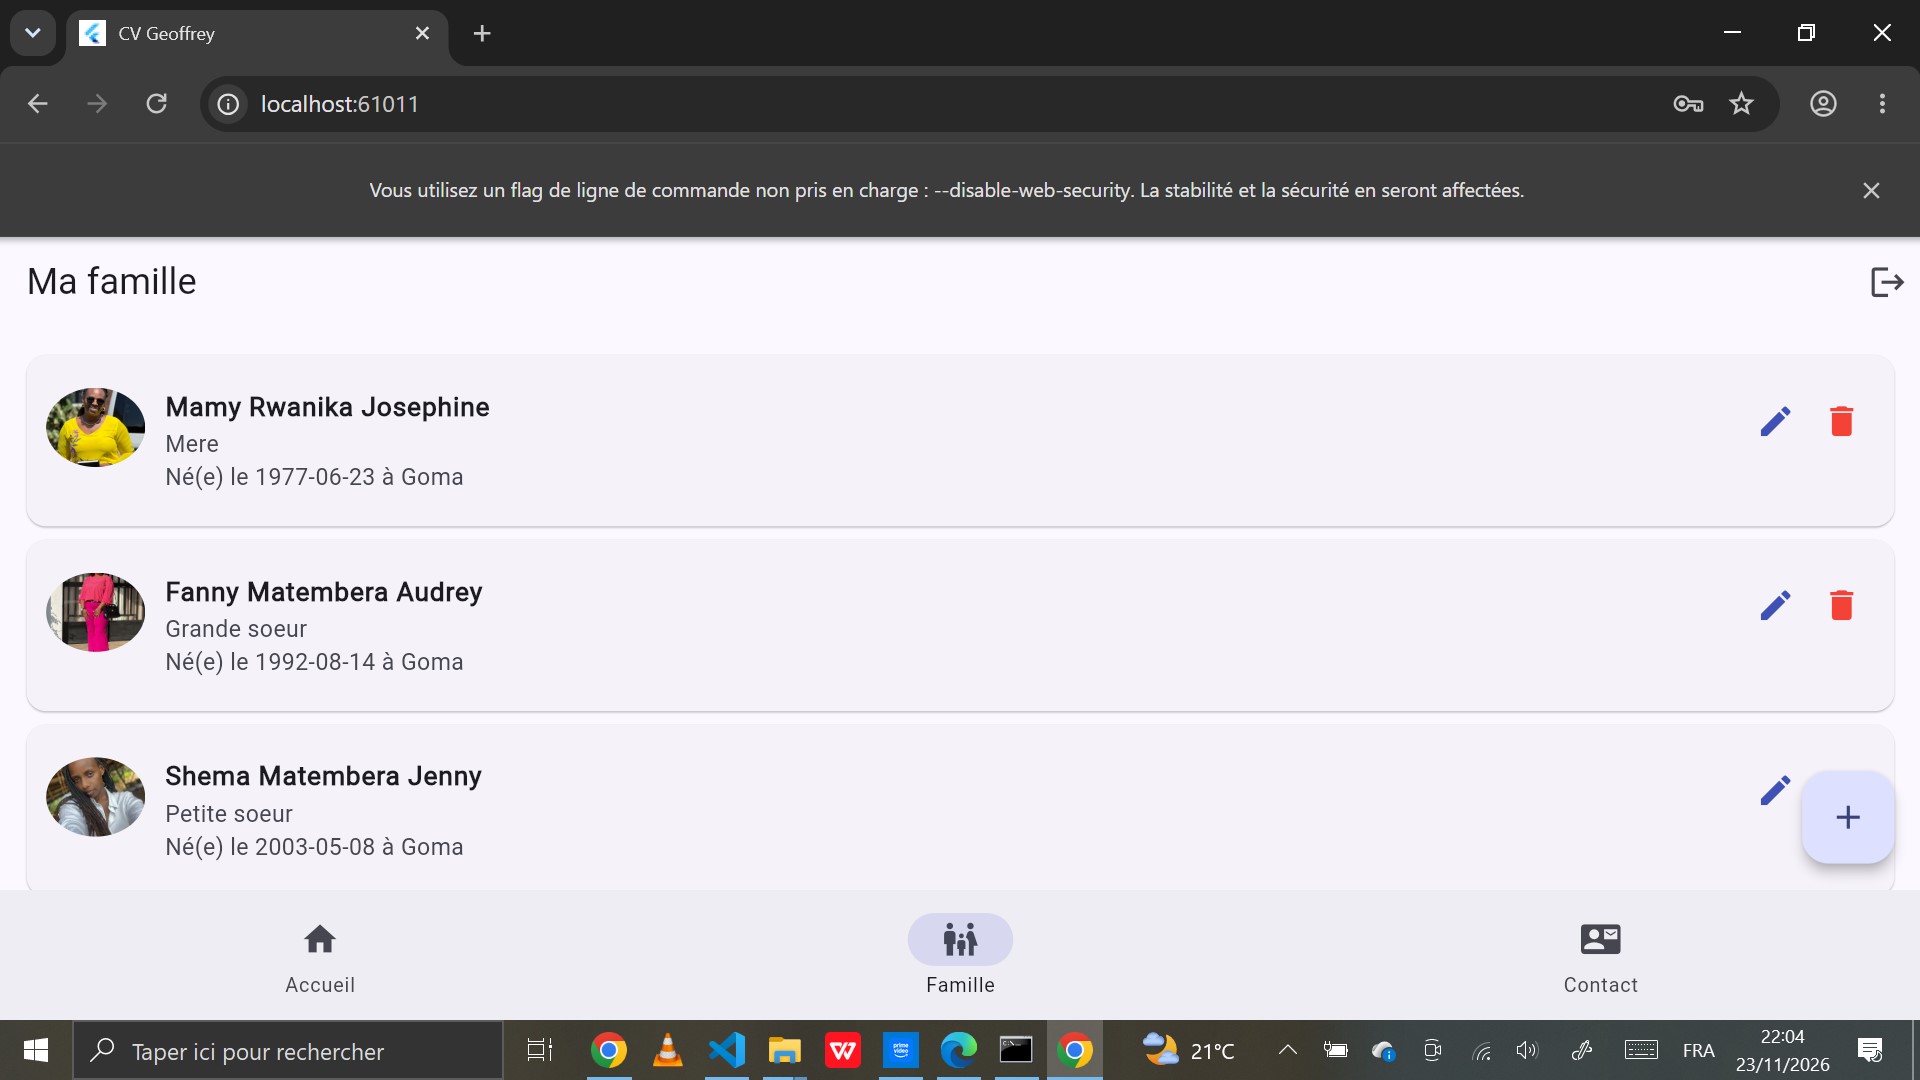 CV Geoffrey
localhost:61011
Vous utilisez un flag de ligne de commande non pris en charge : --disable-web-security. La stabilité et la sécurité en seront affectées.
Ma famille
Mamy Rwanika Josephine
Mere
Né(e) le 1977-06-23 à Goma
Fanny Matembera Audrey
Grande soeur
Né(e) le 1992-08-14 à Goma
Shema Matembera Jenny
Petite soeur
Né(e) le 2003-05-08 à Goma
Accueil
Famille
Contact
Taper ici pour rechercher
prime video
21°C
FRA
22:04
23/11/2026